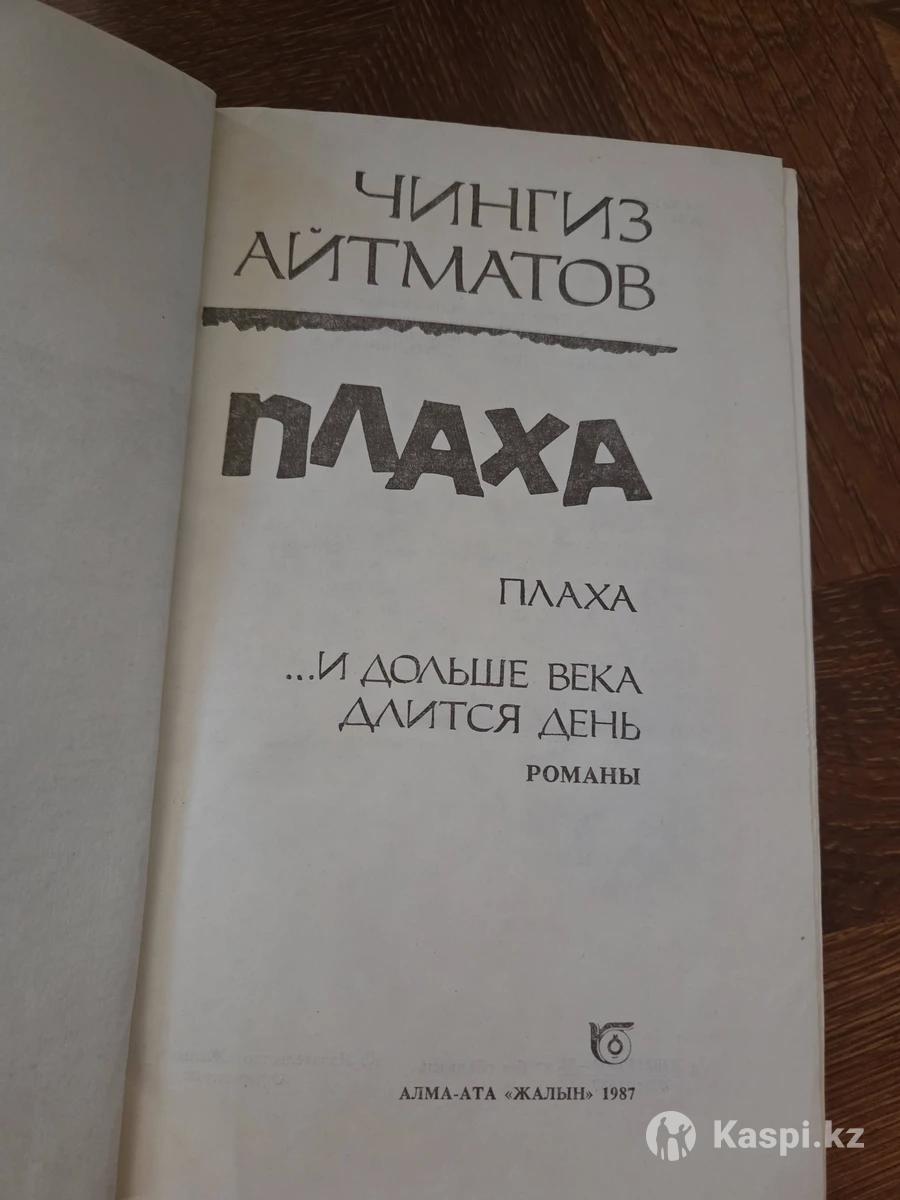 ЧИНГИЗ
АЙТМАТОВ
ПЛАХА
ПЛАХА
...И ДОЛЬШЕ ВЕКА
ДЛИТСЯ ДЕНЬ
РОМАНЫ
АЛМА-АТА «ЖАЛЫН» 1987
Kaspi.kz